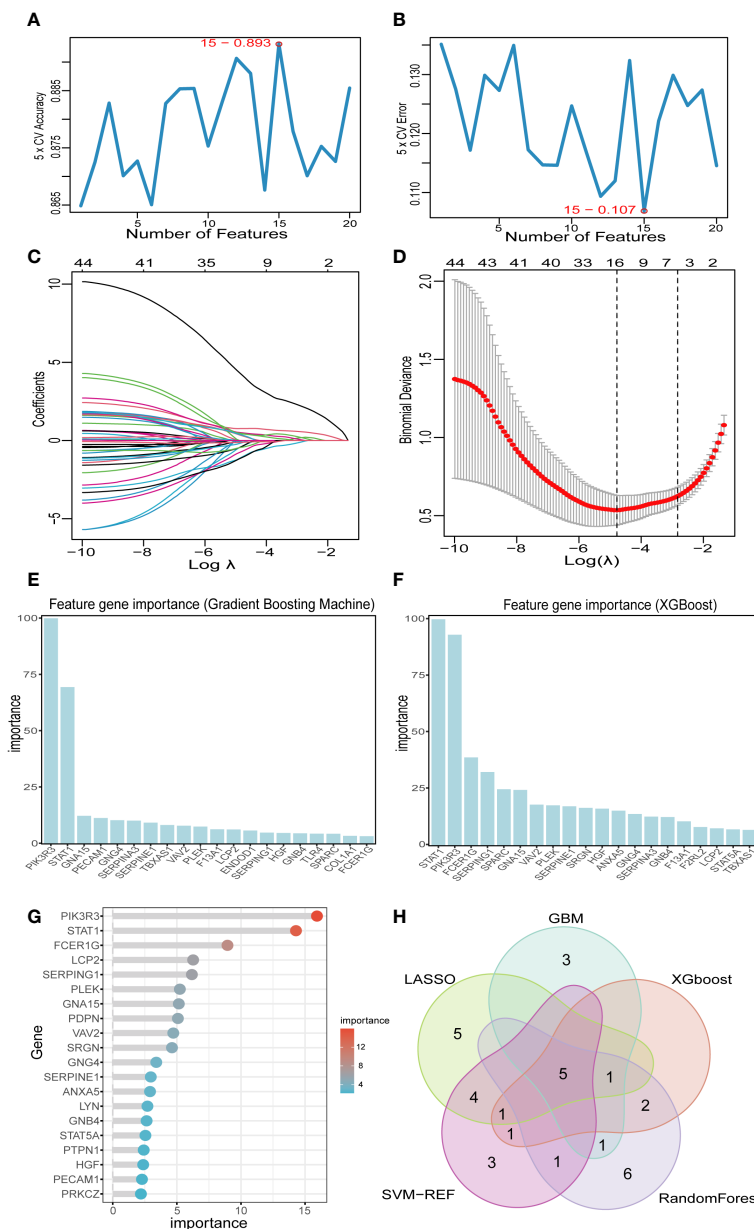 A
15 − 0.893
5 x CV Accuracy
0.865
0.875
0.885
5
10
15
20
Number of Features
B
15 − 0.107
5 x CV Error
0.110
0.120
0.130
5
10
15
20
Number of Features
C
44 41 35 9 2
Coefficients
10
5
0
−5
−10 −8 −6 −4 −2
Log λ
D
44 43 41 40 33 16 9 7 3 2
Binomial Deviance
2.0
1.5
1.0
0.5
−10 −8 −6 −4 −2
Log(λ)
E
Feature gene importance (Gradient Boosting Machine)
importance
100
75
50
25
0
PIK3R3
STAT1
GNA15
PECAM1
GNG4
SERPINA3
SERPINE1
TBXAS1
VAV2
PLEK
F13A1
LCP2
ENDOD1
SERPING1
HGF
GNB4
TLR4
SPARC
COL1A1
FCER1G
F
Feature gene importance (XGBoost)
importance
100
75
50
25
0
STAT1
PIK3R3
FCER1G
SERPING1
SPARC
GNA15
VAV2
PLEK
SERPINE1
SRGN
HGF
ANXA5
GNG4
SERPINA3
GNB4
F13A1
F2RL2
LCP2
STAT5A
TBXAS1
G
Gene
PIK3R3
STAT1
FCER1G
LCP2
SERPING1
PLEK
GNA15
PDPN
VAV2
SRGN
GNG4
SERPINE1
ANXA5
LYN
GNB4
STAT5A
PTPN1
HGF
PECAM1
PRKCZ
0 5 10 15
importance
importance
12
8
4
H
GBM
LASSO
XGboost
SVM-REF
RandomFores
3
5
5
1
4
2
1
1
1
3
1
6